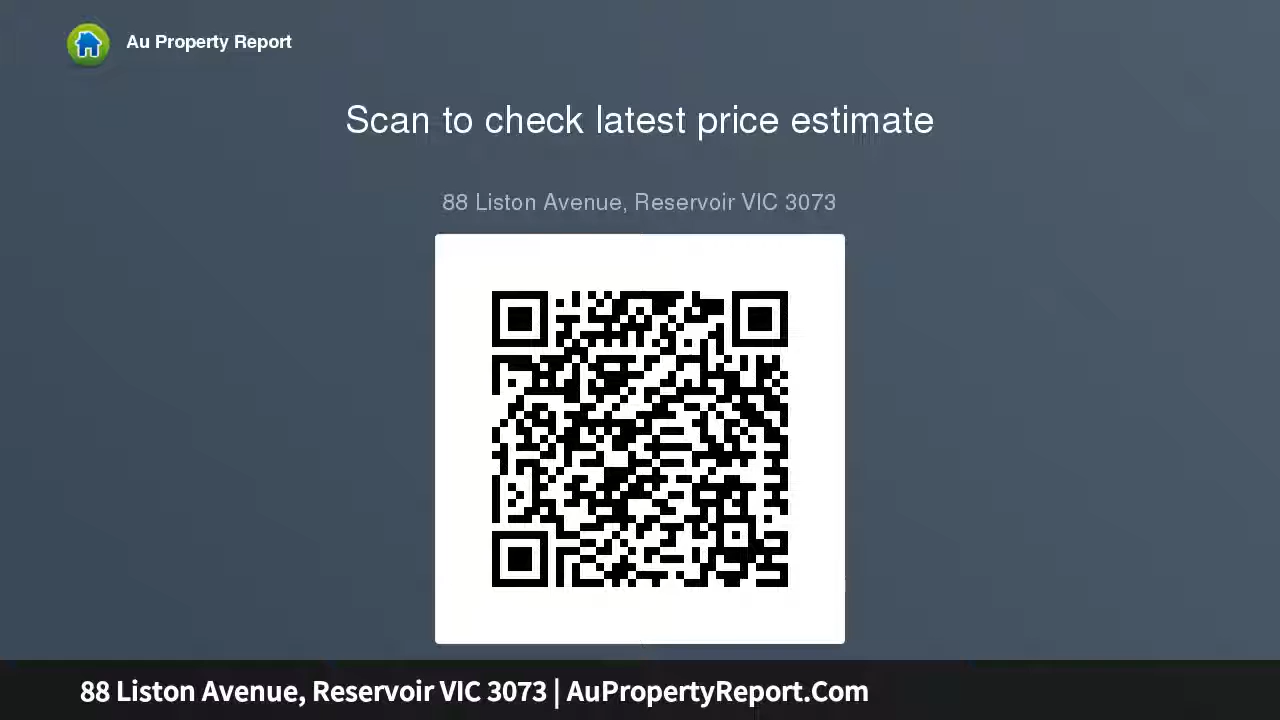 Au Property Report
Scan to check latest price estimate
88 Liston Avenue, Reservoir VIC 3073
88 Liston Avenue, Reservoir VIC 3073 | AuPropertyReport.Com